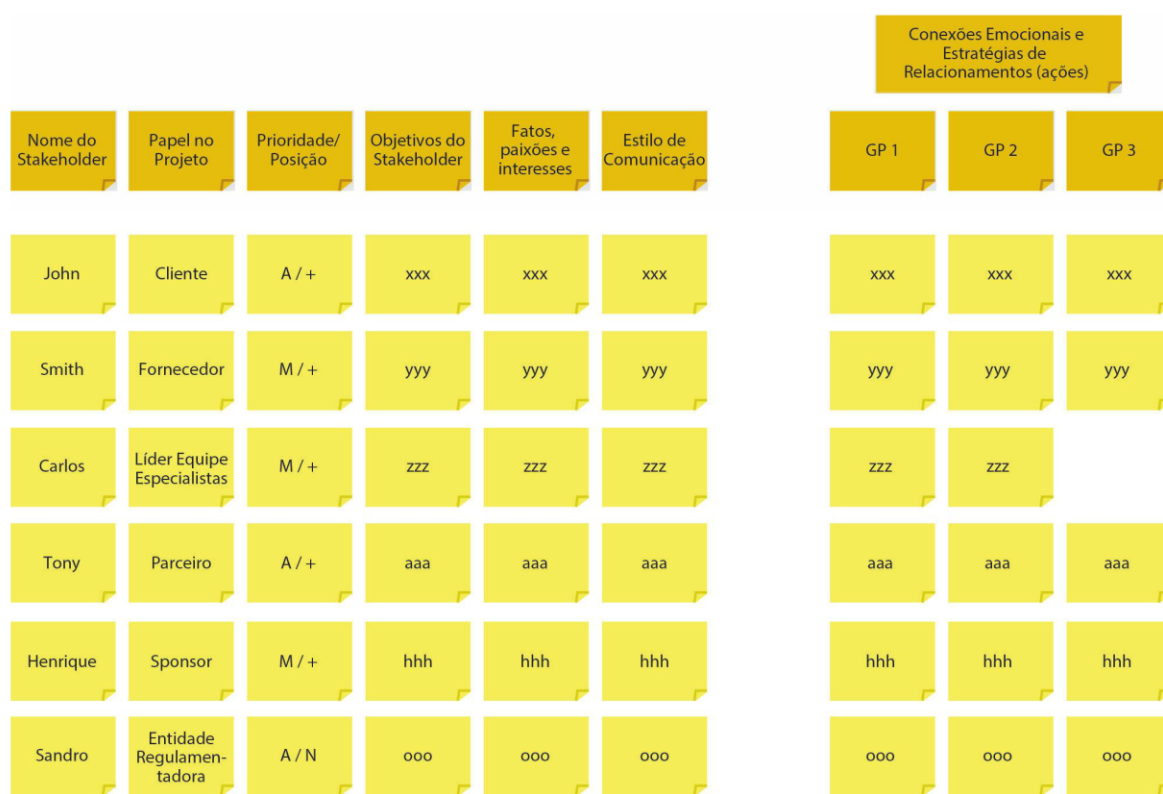 Conexões Emocionais e
Estratégias de
Relacionamentos (ações)
Nome do
Stakeholder
Papel no
Projeto
Prioridade/
Posição
Objetivos do
Stakeholder
Fatos,
paixões e
interesses
Estilo de
Comunicação
GP 1
GP 2
GP 3
John
Cliente
A / +
xxx
xxx
xxx
xxx
xxx
xxx
Smith
Fornecedor
M / +
yyy
yyy
yyy
yyy
yyy
yyy
Carlos
Líder Equipe
Especialistas
M / +
zzz
zzz
zzz
zzz
zzz
Tony
Parceiro
A / +
aaa
aaa
aaa
aaa
aaa
aaa
Henrique
Sponsor
M / +
hhh
hhh
hhh
hhh
hhh
hhh
Sandro
Entidade
Regulamen-
tadora
A / N
ooo
ooo
ooo
ooo
ooo
ooo